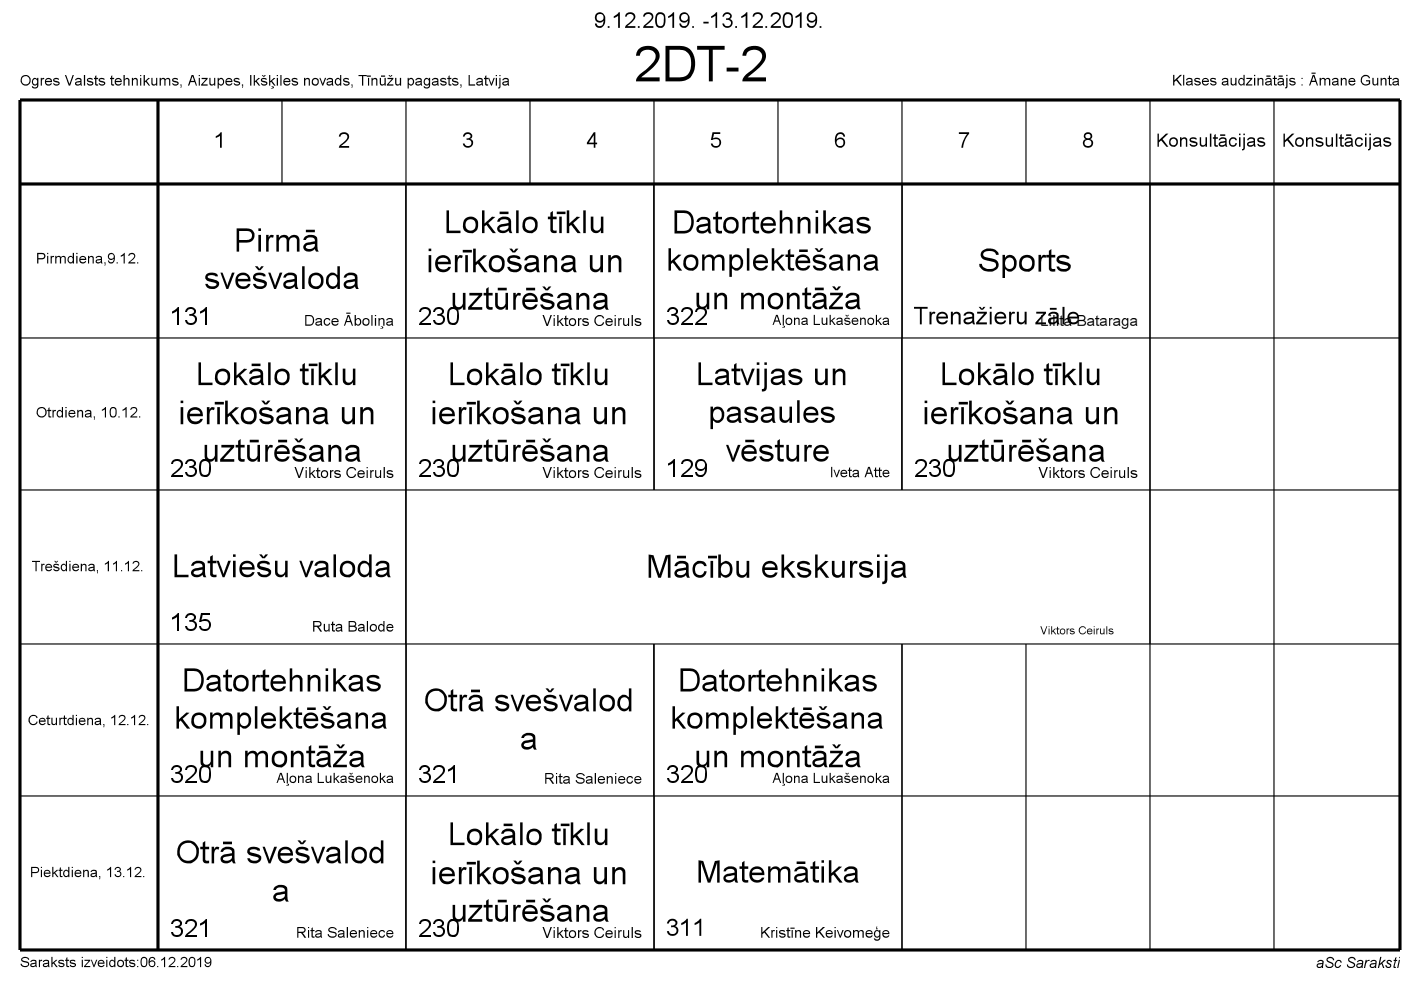 9.12.2019. -13.12.2019.
2DT-2
Ogres Valsts tehnikums, Aizupes, Ikšķiles novads, Tīnūžu pagasts, Latvija
Klases audzinātājs : Āmane Gunta
1 2 3 4 5 6 7 8 Konsultācijas Konsultācijas
Pirmdiena,9.12.
Pirmā
svešvaloda
131 Dace Āboliņa
Lokālo tīklu
ierīkošana un
uztūrēšana
230 Viktors Ceiruls
Datortehnikas
komplektēšana
un montāža
322 Aļona Lukašenoka
Sports
Trenažieru zāle Lilita Bataraga
Otrdiena, 10.12.
Lokālo tīklu
ierīkošana un
uztūrēšana
230 Viktors Ceiruls
Lokālo tīklu
ierīkošana un
uztūrēšana
230 Viktors Ceiruls
Latvijas un
pasaules
vēsture
129 Iveta Atte
Lokālo tīklu
ierīkošana un
uztūrēšana
230 Viktors Ceiruls
Trešdiena, 11.12.
Latviešu valoda
135 Ruta Balode
Mācību ekskursija
Viktors Ceiruls
Ceturtdiena, 12.12.
Datortehnikas
komplektēšana
un montāža
320 Aļona Lukašenoka
Otrā svešvalod
a
321 Rita Saleniece
Datortehnikas
komplektēšana
un montāža
320 Aļona Lukašenoka
Piektdiena, 13.12.
Otrā svešvalod
a
321 Rita Saleniece
Lokālo tīklu
ierīkošana un
uztūrēšana
230 Viktors Ceiruls
Matemātika
311 Kristīne Keivomeģe
Saraksts izveidots:06.12.2019
aSc Saraksti